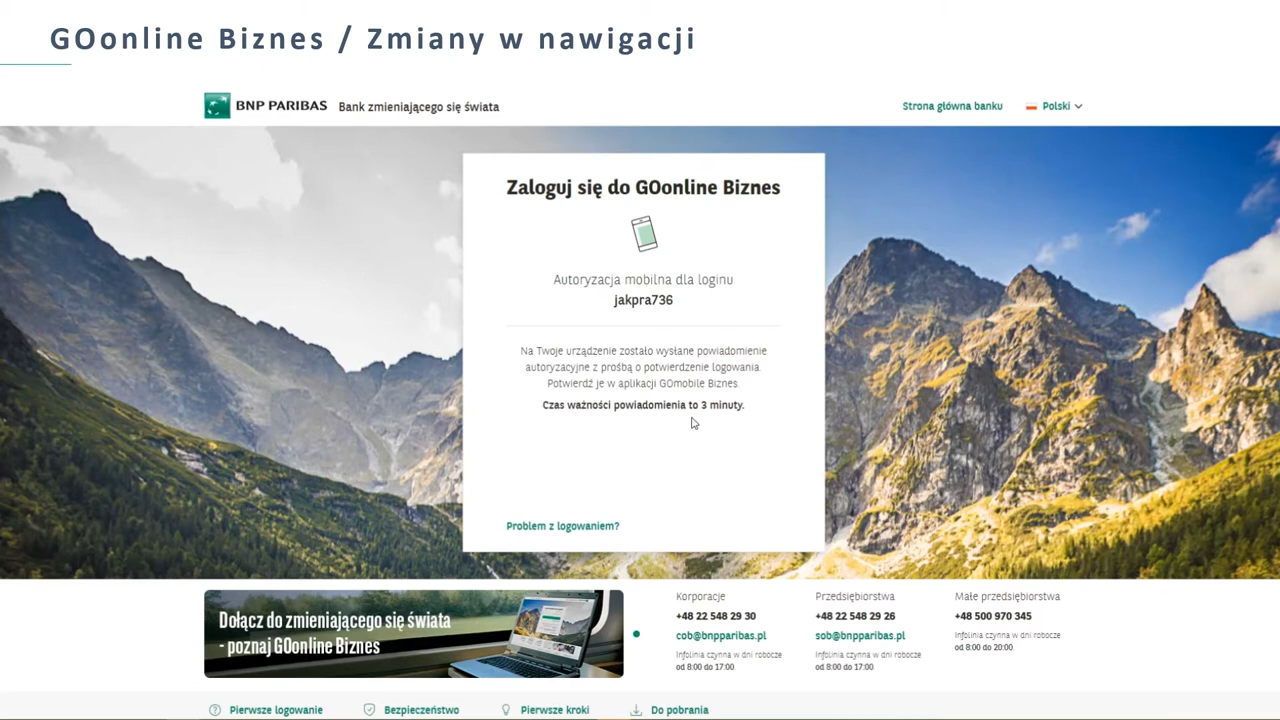 GOonline Biznes / Zmiany w nawigacji
BNP PARIBAS Bank zmieniającego się świata
Strona główna banku Polski
Zaloguj się do GOonline Biznes
Autoryzacja mobilna dla loginu
jakpra736
Na Twoje urządzenie zostało wysłane powiadomienie
autoryzacyjne z prośbą o potwierdzenie logowania.
Potwierdź je w aplikacji GOmobile Biznes.
Czas ważności powiadomienia to 3 minuty.
Problem z logowaniem?
Dołącz do zmieniającego się świata
- poznaj GOonline Biznes
Korporacje
+48 22 548 29 30
cob@bnpparibas.pl
Infolinia czynna w dni robocze
od 8:00 do 17:00
Przedsiębiorstwa
+48 22 548 29 26
sob@bnpparibas.pl
Infolinia czynna w dni robocze
od 8:00 do 17:00
Małe przedsiębiorstwa
+48 500 970 345
Infolinia czynna w dni robocze
od 8:00 do 20:00
Pierwsze logowanie Bezpieczeństwo Pierwsze kroki Do pobrania